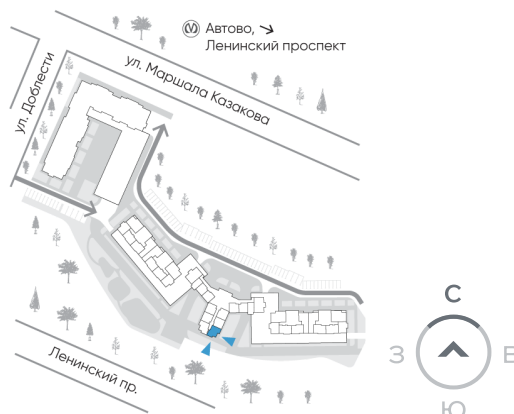 М Автово, ↘
Ленинский проспект
ул. Доблести
ул. Маршала Казакова
Ленинский пр.
С
З
В
Ю